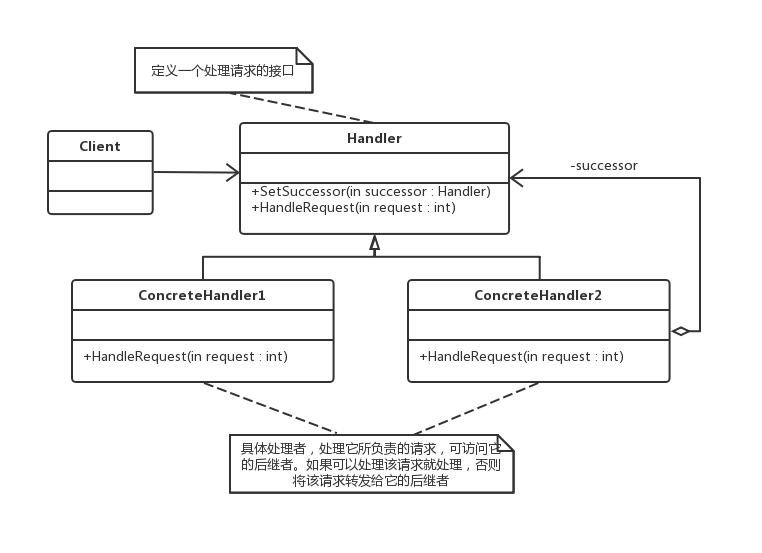 定义一个处理请求的接口
Client
Handler
-successor
+SetSuccessor(in successor : Handler)
+HandleRequest(in request : int)
ConcreteHandler1
ConcreteHandler2
+HandleRequest(in request : int)
+HandleRequest(in request : int)
具体处理者，处理它所负责的请求，可访问它
的后继者。如果可以处理该请求就处理，否则
将该请求转发给它的后继者